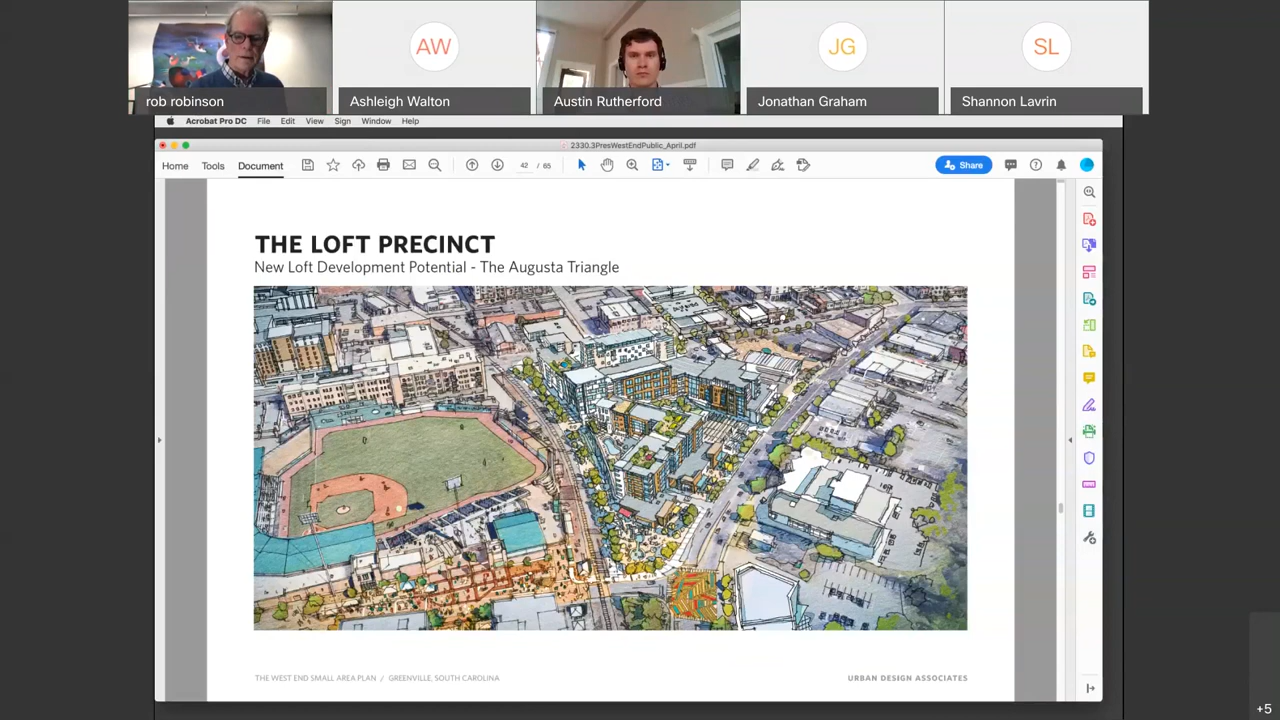 AW
JG
SL
rob robinson
Ashleigh Walton
Austin Rutherford
Jonathan Graham
Shannon Lavrin
Acrobat Pro DC File Edit View Sign Window Help
2330.3PresWestEndPublic_April.pdf
Home Tools Document
42 / 65
Share
THE LOFT PRECINCT
New Loft Development Potential - The Augusta Triangle
THE WEST END SMALL AREA PLAN / GREENVILLE, SOUTH CAROLINA
URBAN DESIGN ASSOCIATES
+5